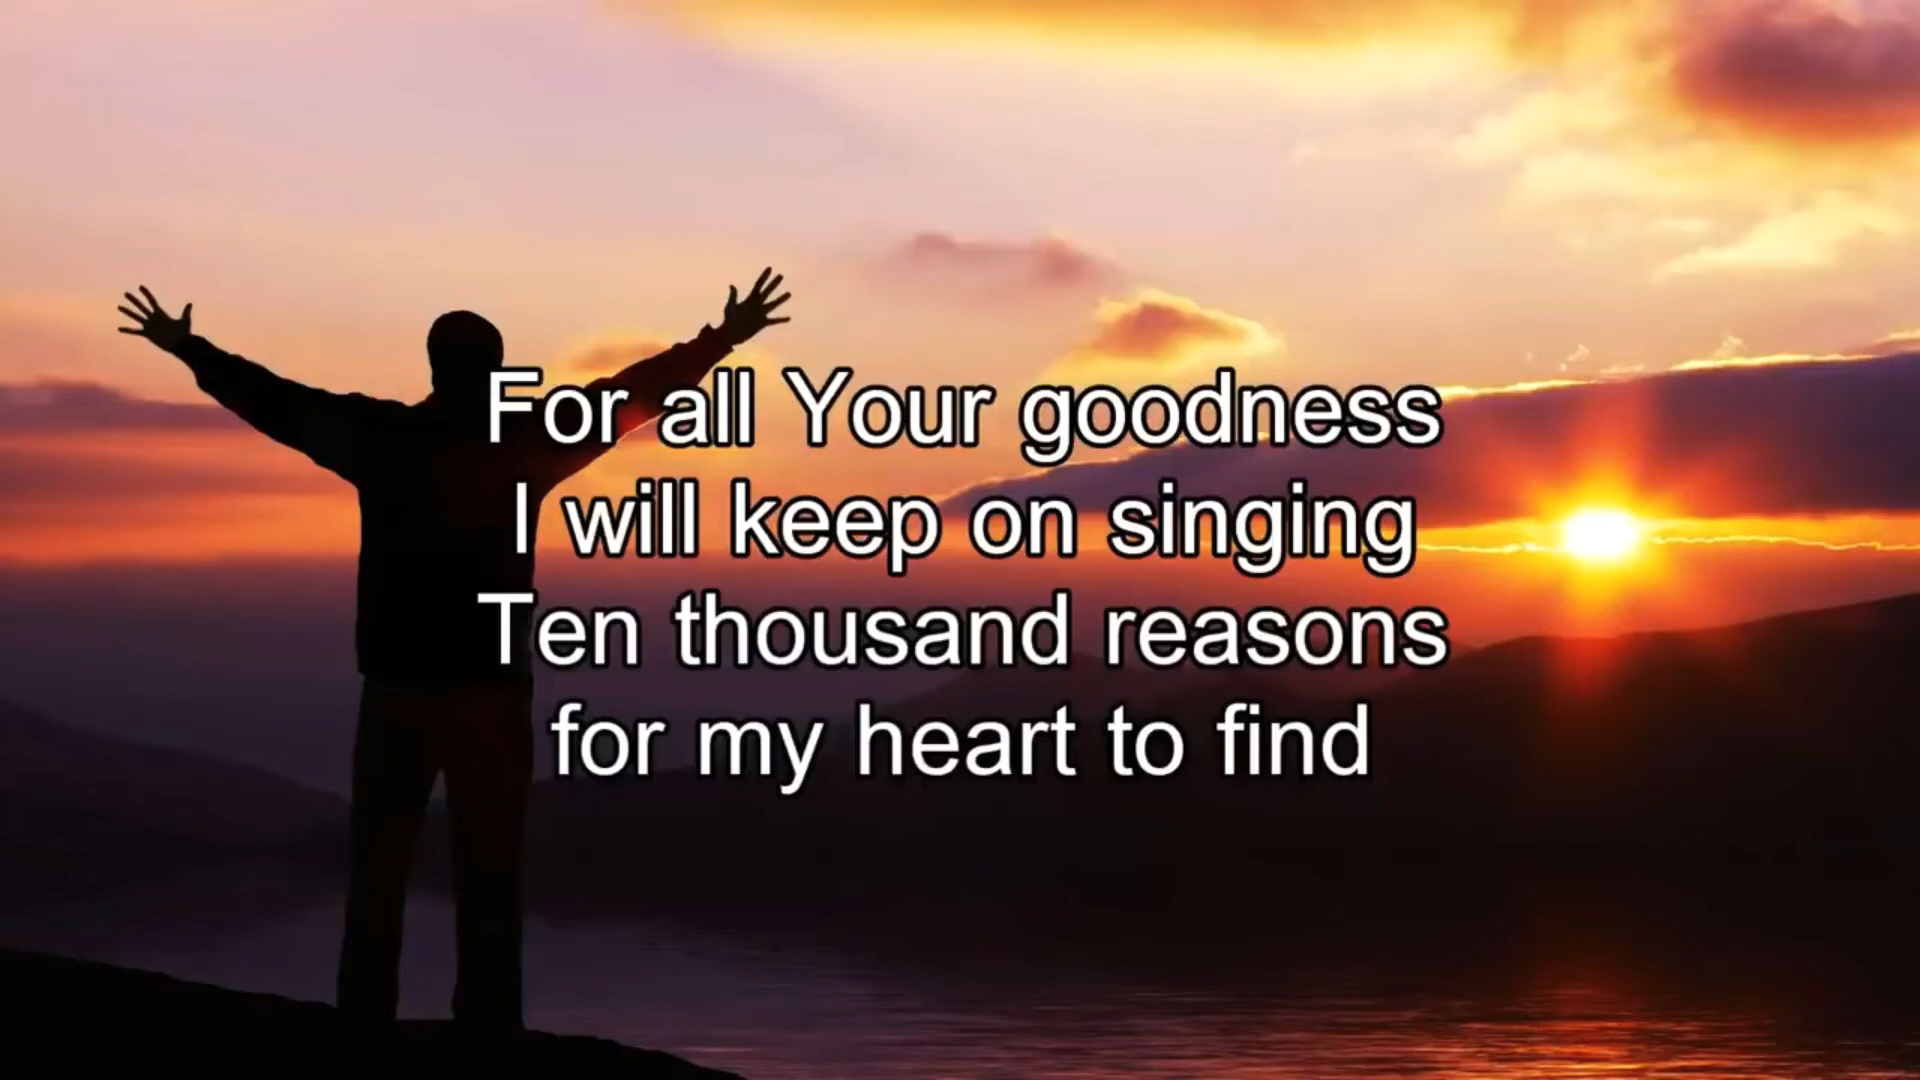 For all Your goodness
I will keep on singing
Ten thousand reasons
for my heart to find